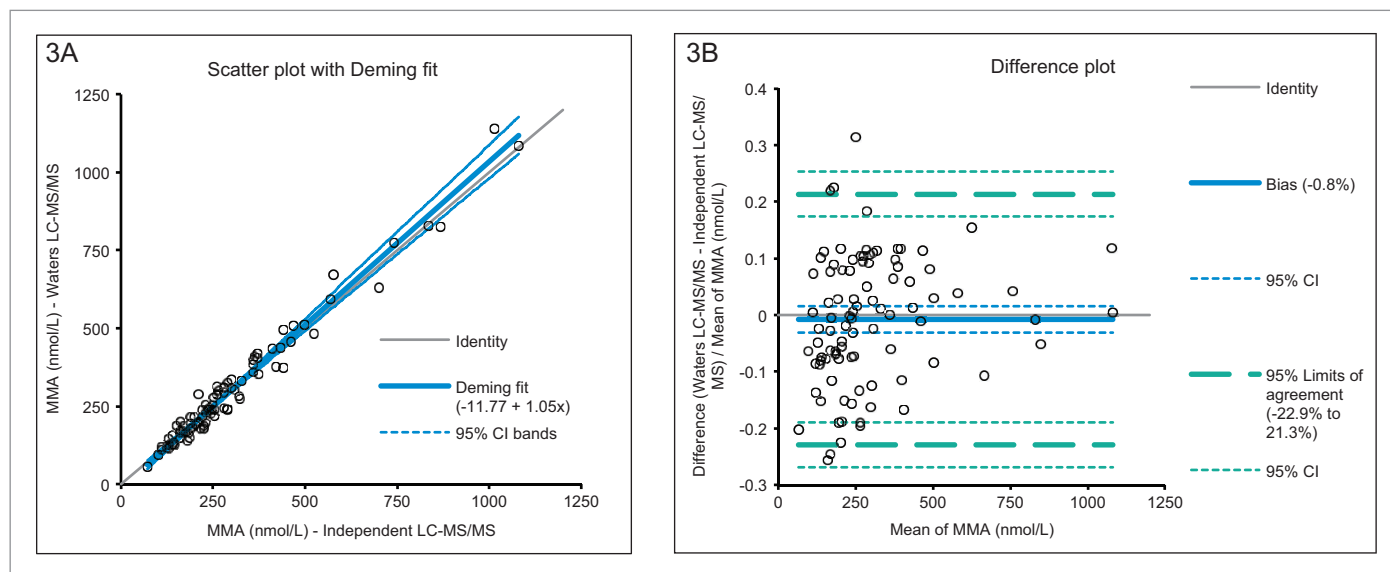 3A
Scatter plot with Deming fit
MMA (nmol/L) - Waters LC-MS/MS
1250
1000
750
500
250
0
0 250 500 750 1000 1250
MMA (nmol/L) - Independent LC-MS/MS
Identity
Deming fit
(-11.77 + 1.05x)
95% CI bands
3B
Difference plot
Difference (Waters LC-MS/MS - Independent LC-MS/
MS) / Mean of MMA (nmol/L)
0.4
0.3
0.2
0.1
0
-0.1
-0.2
-0.3
0 250 500 750 1000 1250
Mean of MMA (nmol/L)
Identity
Bias (-0.8%)
95% CI
95% Limits of
agreement
(-22.9% to
21.3%)
95% CI